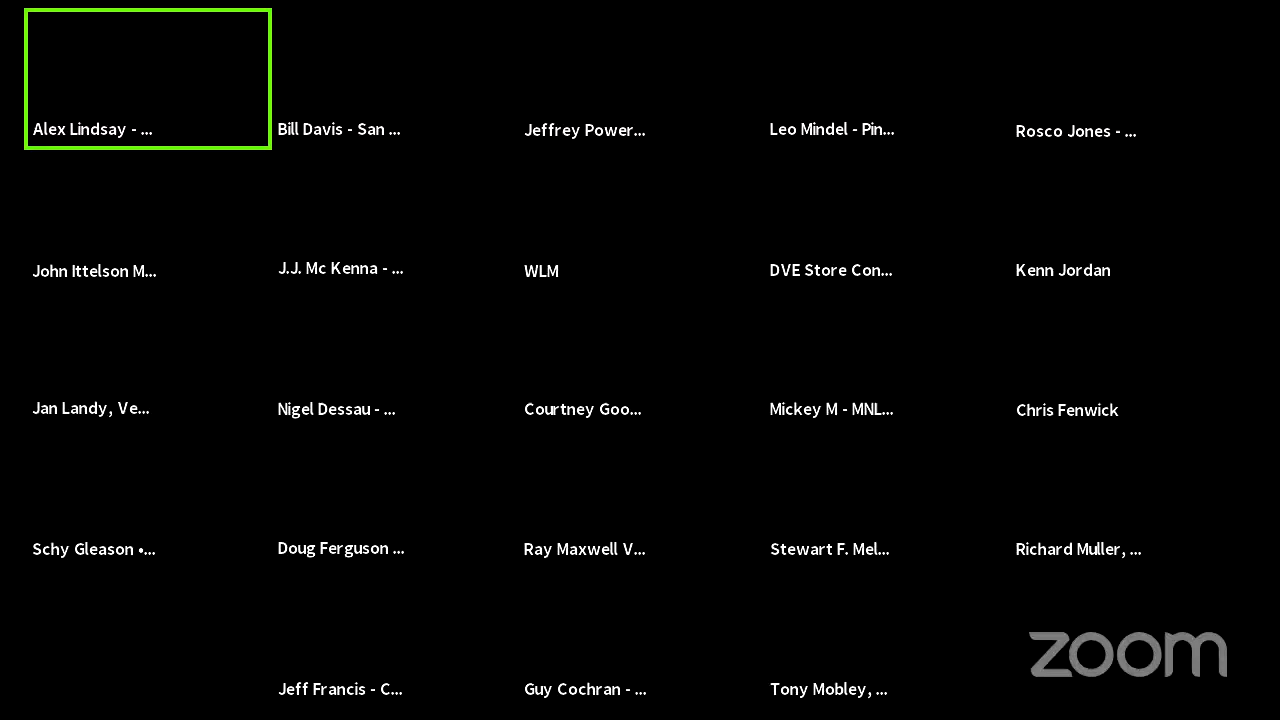 Alex Lindsay - ...
Bill Davis - San ...
Jeffrey Power...
Leo Mindel - Pin...
Rosco Jones - ...
John Ittelson M...
J.J. Mc Kenna - ...
WLM
DVE Store Con...
Kenn Jordan
Jan Landy, Ve...
Nigel Dessau - ...
Courtney Goo...
Mickey M - MNL...
Chris Fenwick
Schy Gleason •...
Doug Ferguson ...
Ray Maxwell V...
Stewart F. Mel...
Richard Muller, ...
Jeff Francis - C...
Guy Cochran - ...
Tony Mobley, ...
zoom